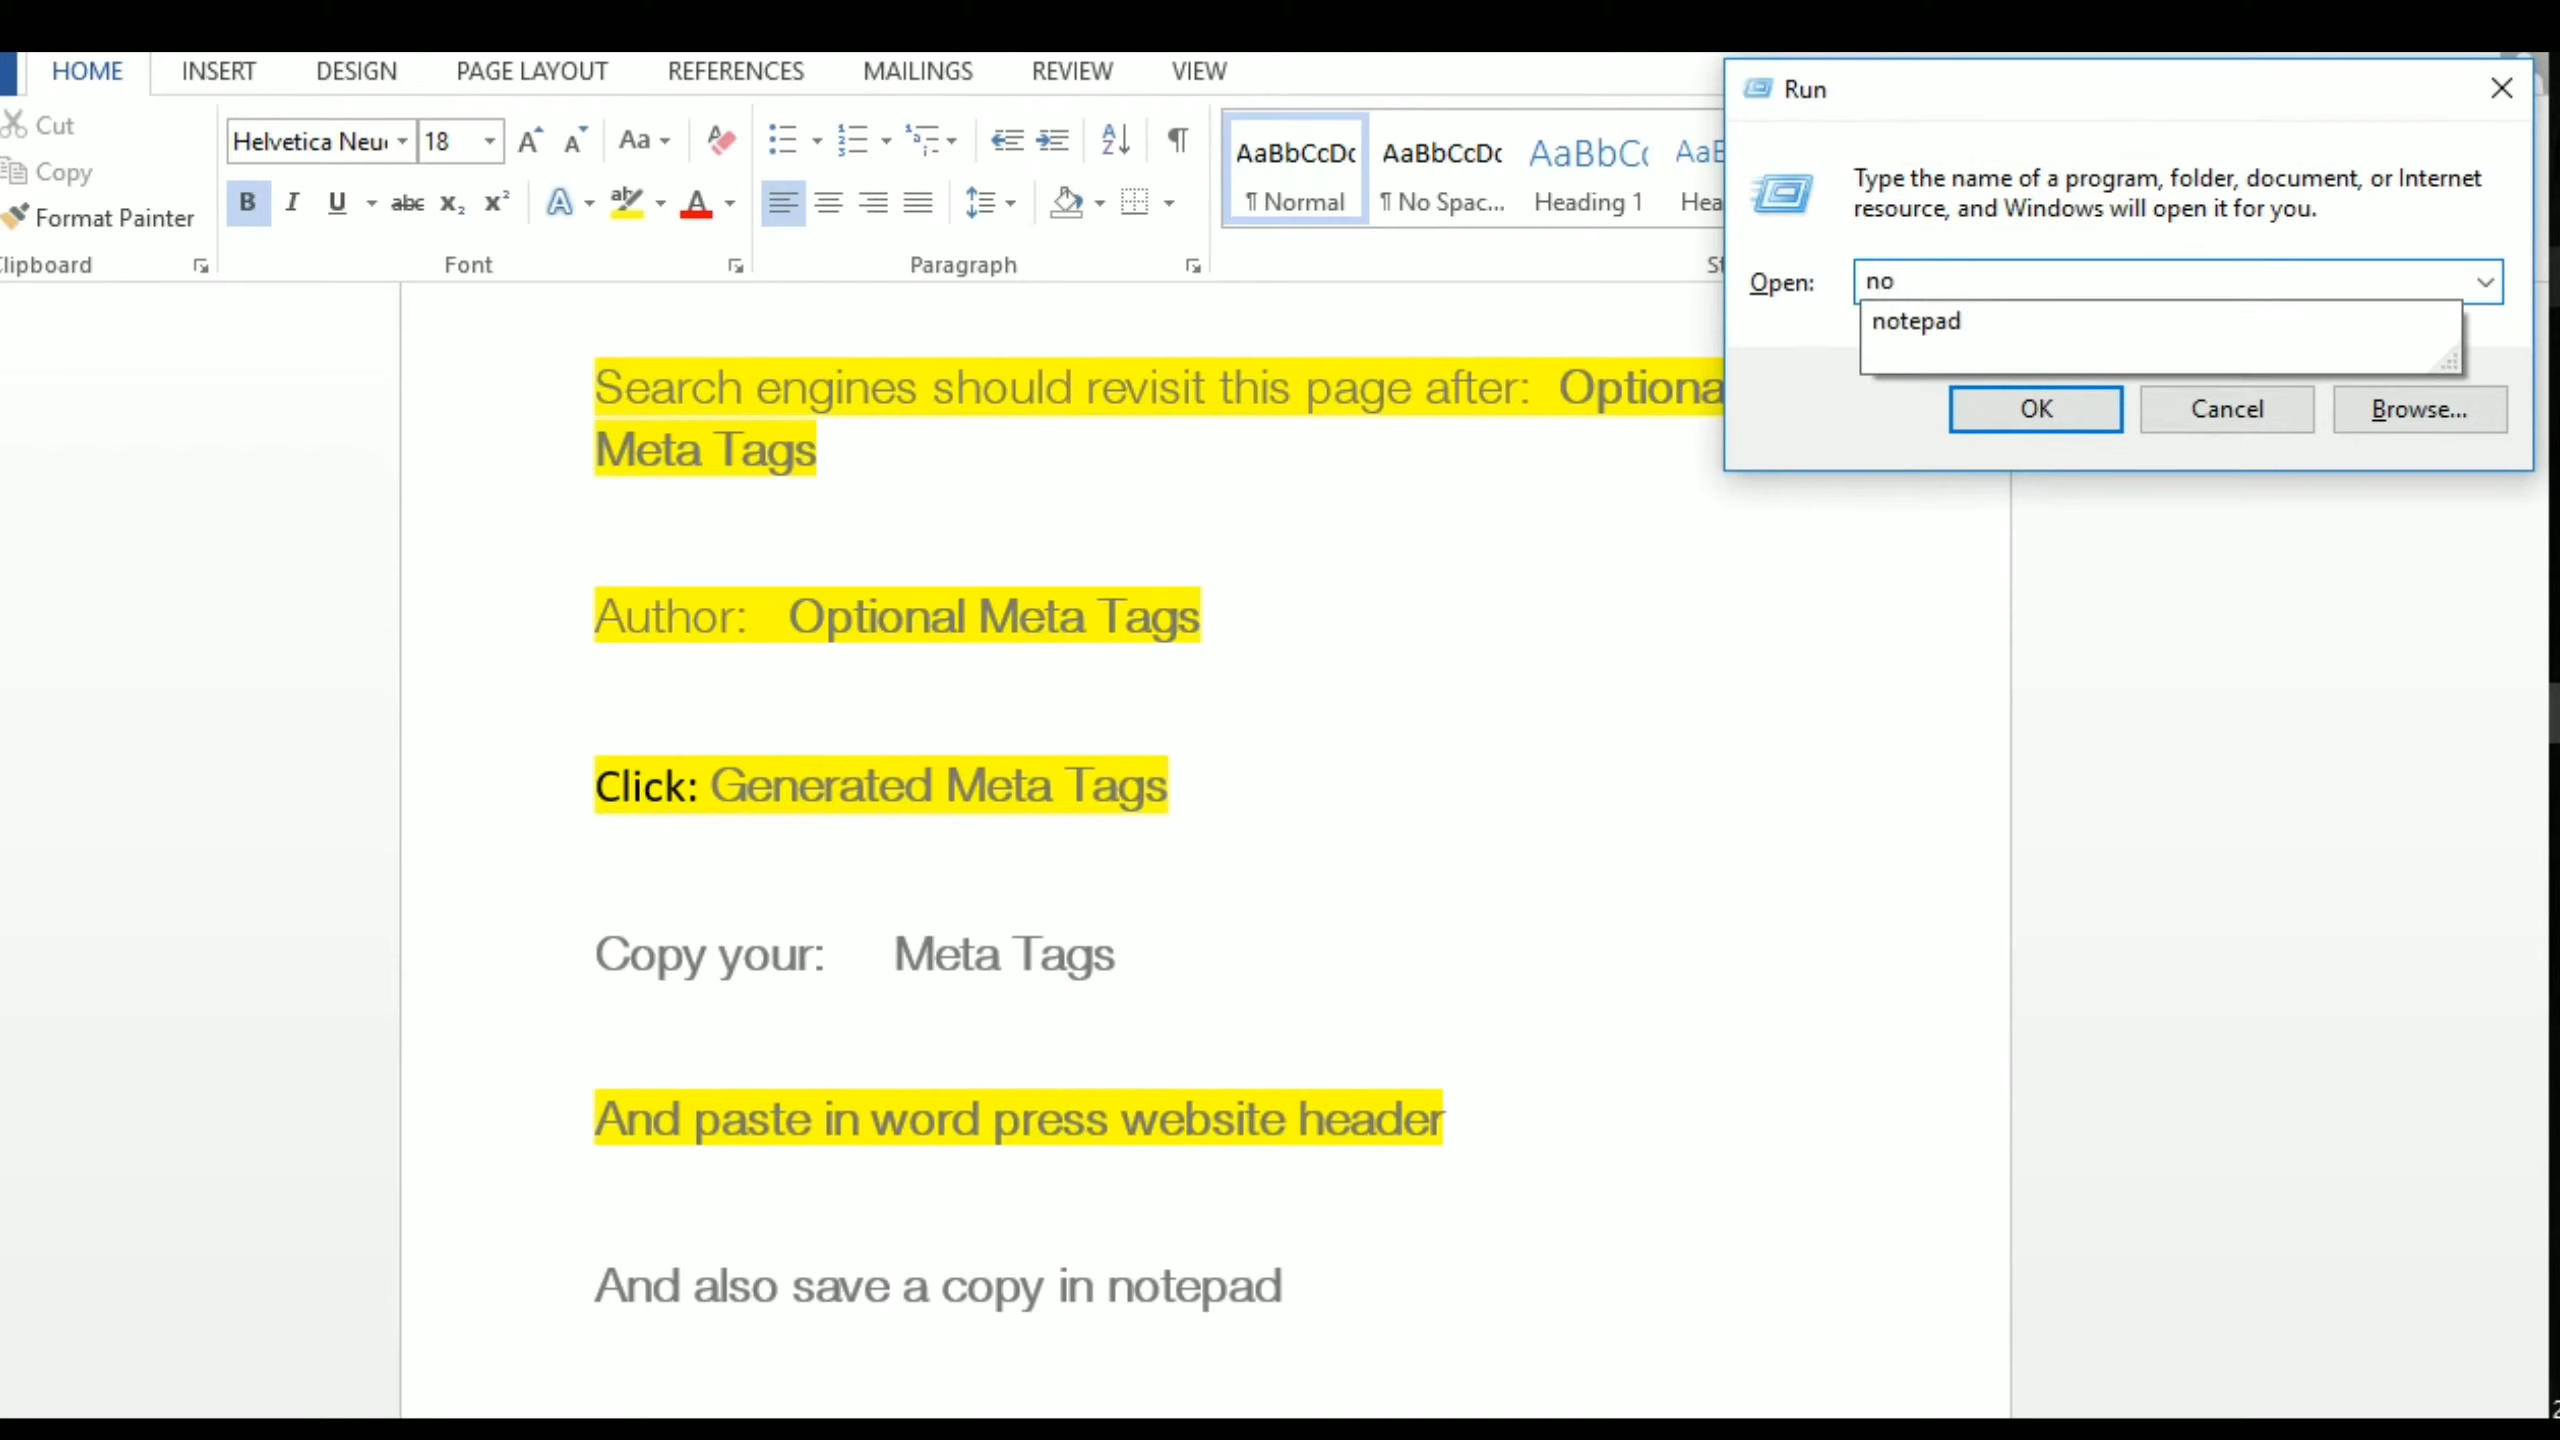 HOME INSERT DESIGN PAGE LAYOUT REFERENCES MAILINGS REVIEW VIEW
Cut
Copy
Format Painter
Helvetica Neu 18
Aa
B I U abc X₂ X²
AaBbCcDc AaBbCcDc AaBbC
¶ Normal ¶ No Spac... Heading 1
Font Paragraph
Run
Type the name of a program, folder, document, or Internet
resource, and Windows will open it for you.
Open: no
notepad
OK Cancel Browse...
Search engines should revisit this page after: Optiona
Meta Tags
Author: Optional Meta Tags
Click: Generated Meta Tags
Copy your: Meta Tags
And paste in word press website header
And also save a copy in notepad